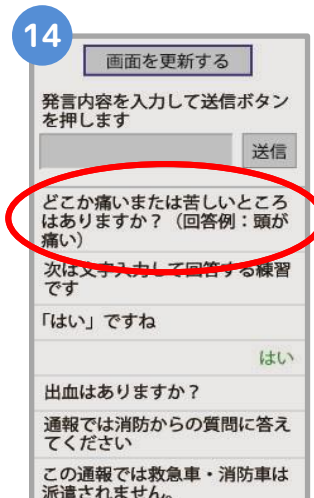 14
画面を更新する
発言内容を入力して送信ボタン
を押します
送信
どこか痛いまたは苦しいところ
はありますか？（回答例：頭が
痛い）
次は文字入力して回答する練習
です
「はい」ですね
はい
出血はありますか？
通報では消防からの質問に答え
てください
この通報では救急車・消防車は
派遣されません。